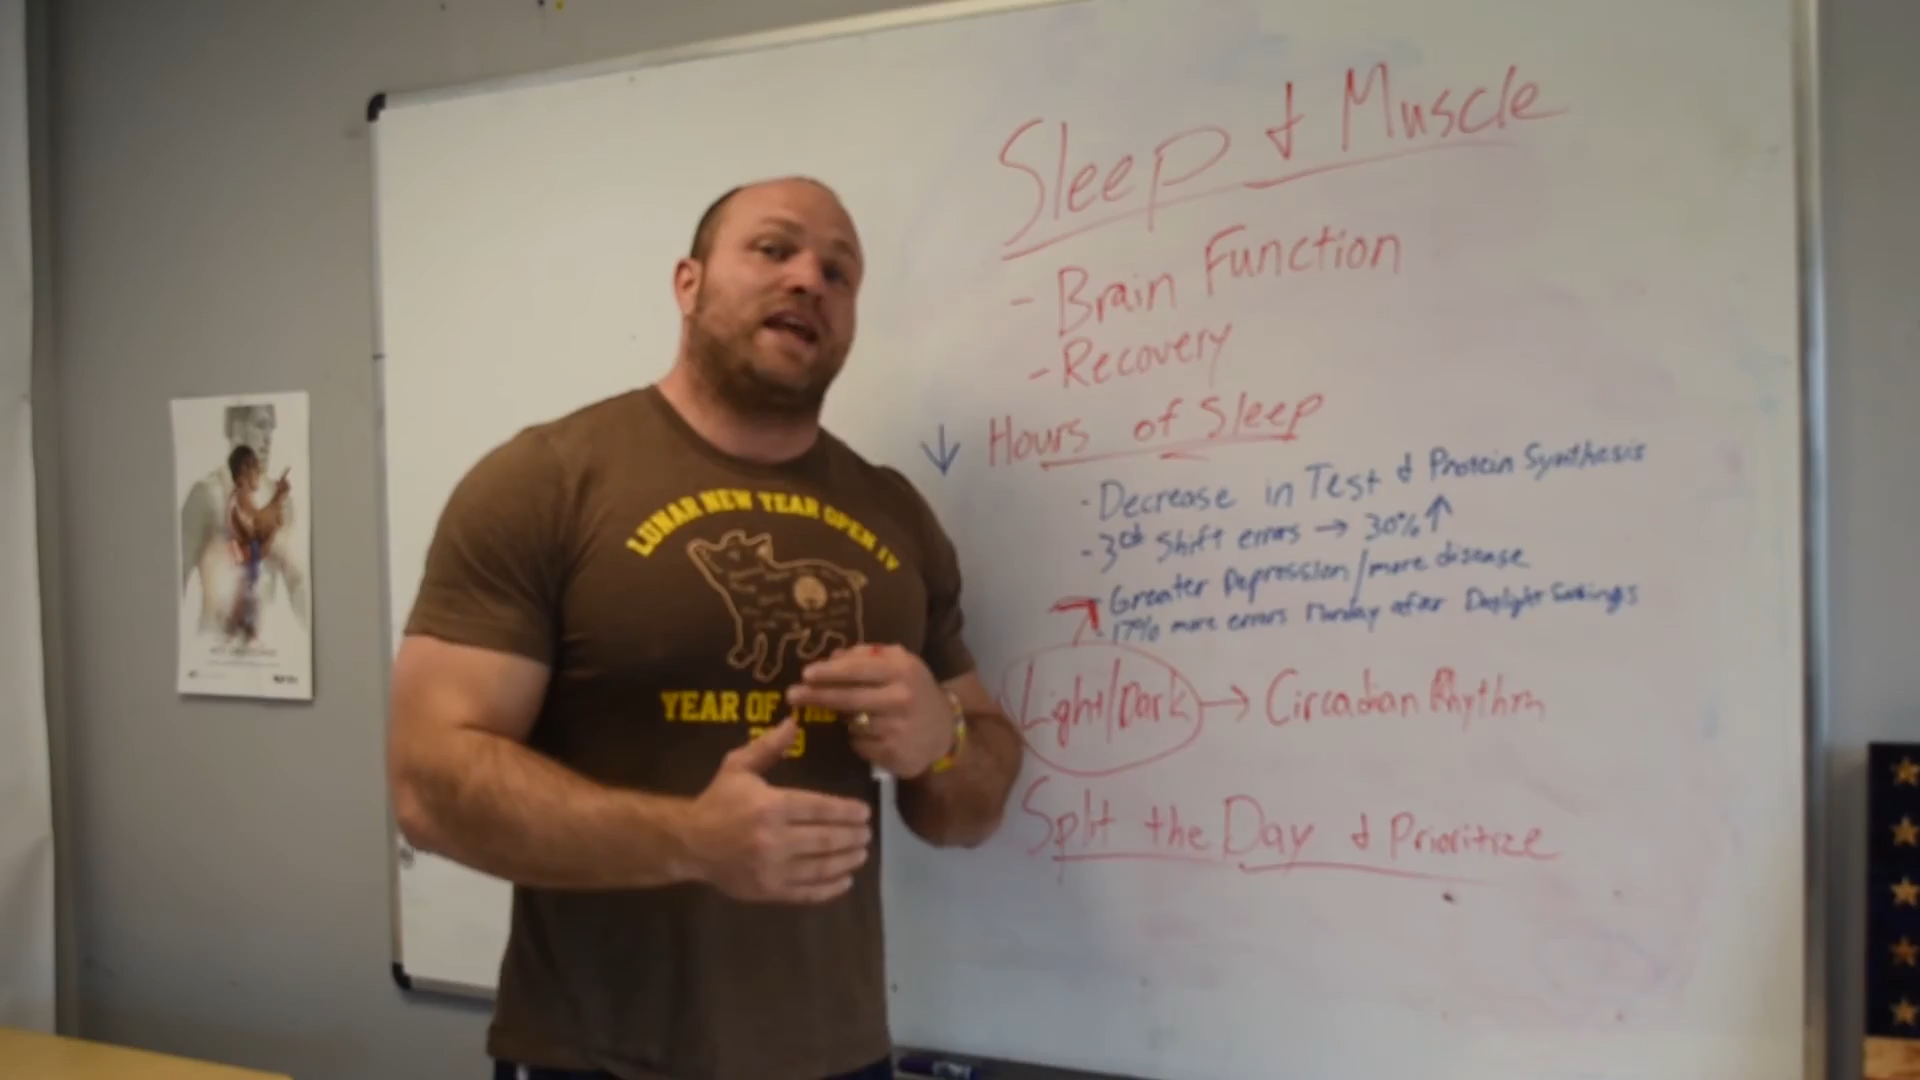 Sleep & Muscle
- Brain Function
- Recovery
↓ Hours of Sleep
- Decrease in Test & Protein Synthesis
- 3rd Shift errors → 30% ↑
- Greater Depression/more disease
- 17% more errors Monday after Daylight Savings
Light/Dark → Circadian Rhythm
Split the Day & Prioritize
LUNAR NEW YEAR OPEN IV
YEAR OF